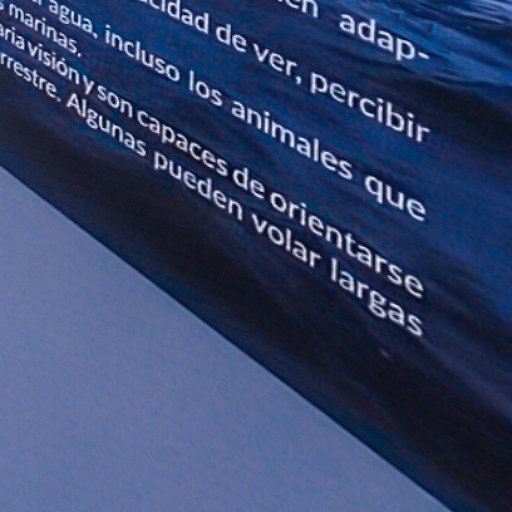 adap-
cidad de ver, percibir
agua, incluso los animales que
marinas.
aria visión y son capaces de orientarse
rrestre. Algunas pueden volar largas